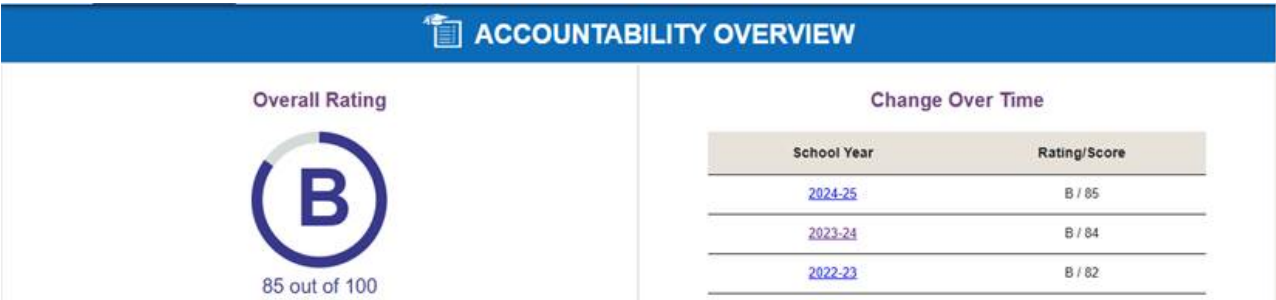 ACCOUNTABILITY OVERVIEW
Overall Rating
B
85 out of 100
Change Over Time
School Year Rating/Score
2024-25 B / 85
2023-24 B / 84
2022-23 B / 82